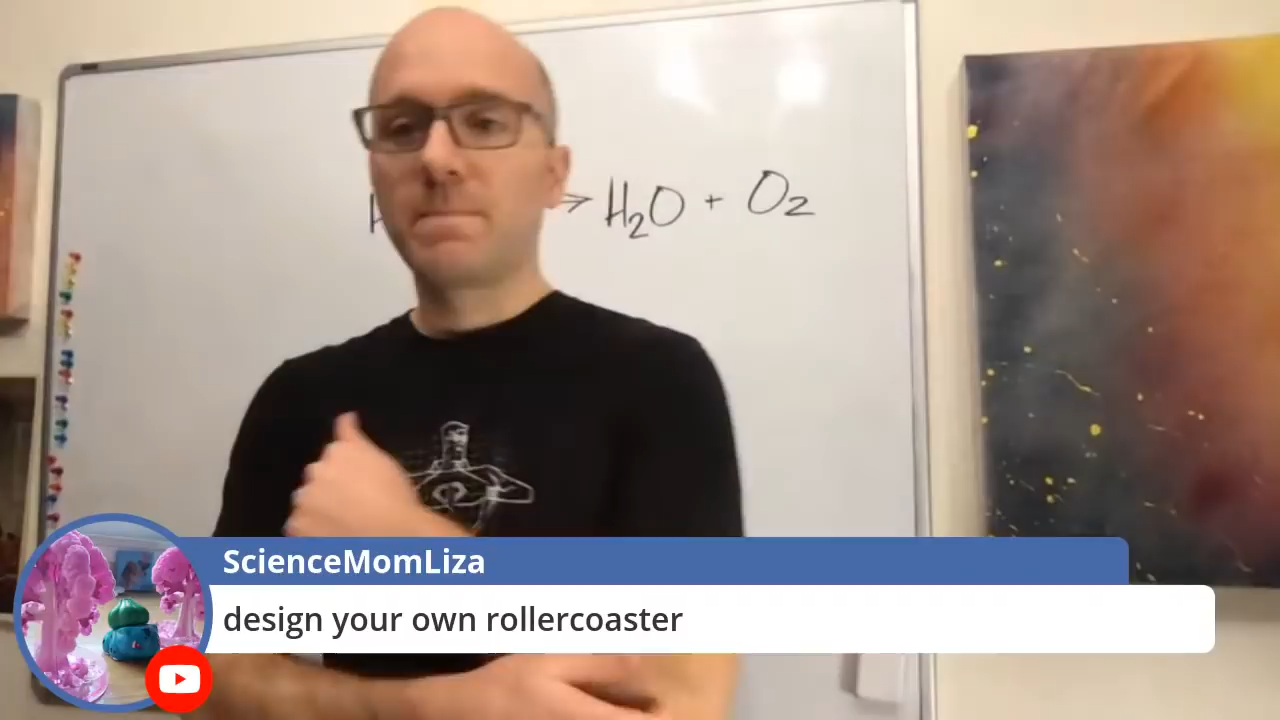 H → H₂O + O₂
ScienceMomLiza
design your own rollercoaster